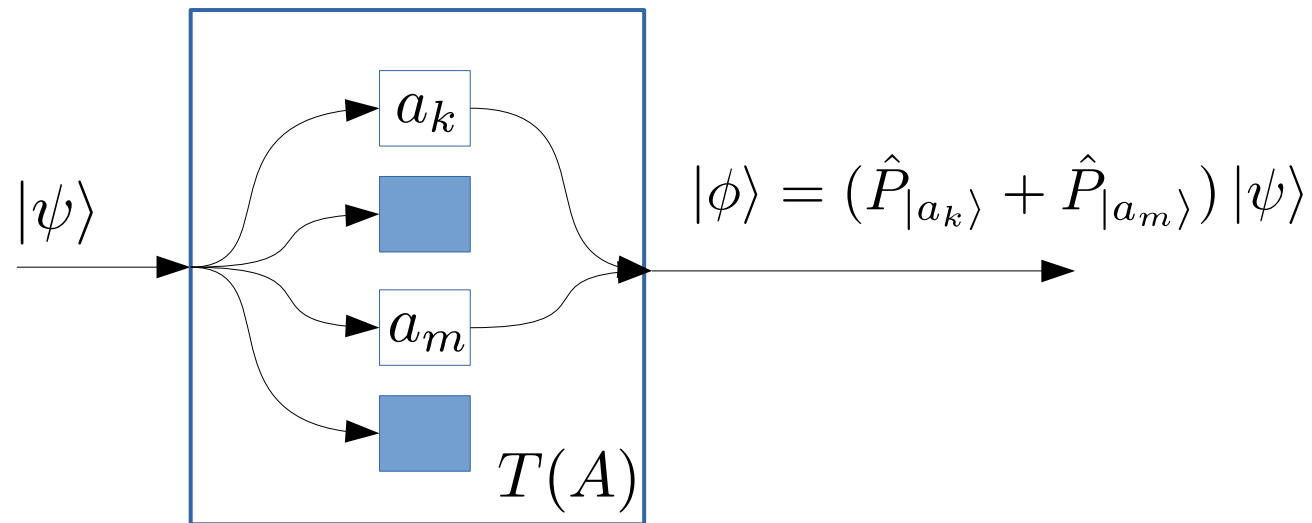 a_k
|ψ⟩
|ϕ⟩ = (P̂_{|a_k⟩} + P̂_{|a_m⟩}) |ψ⟩
a_m
T(A)